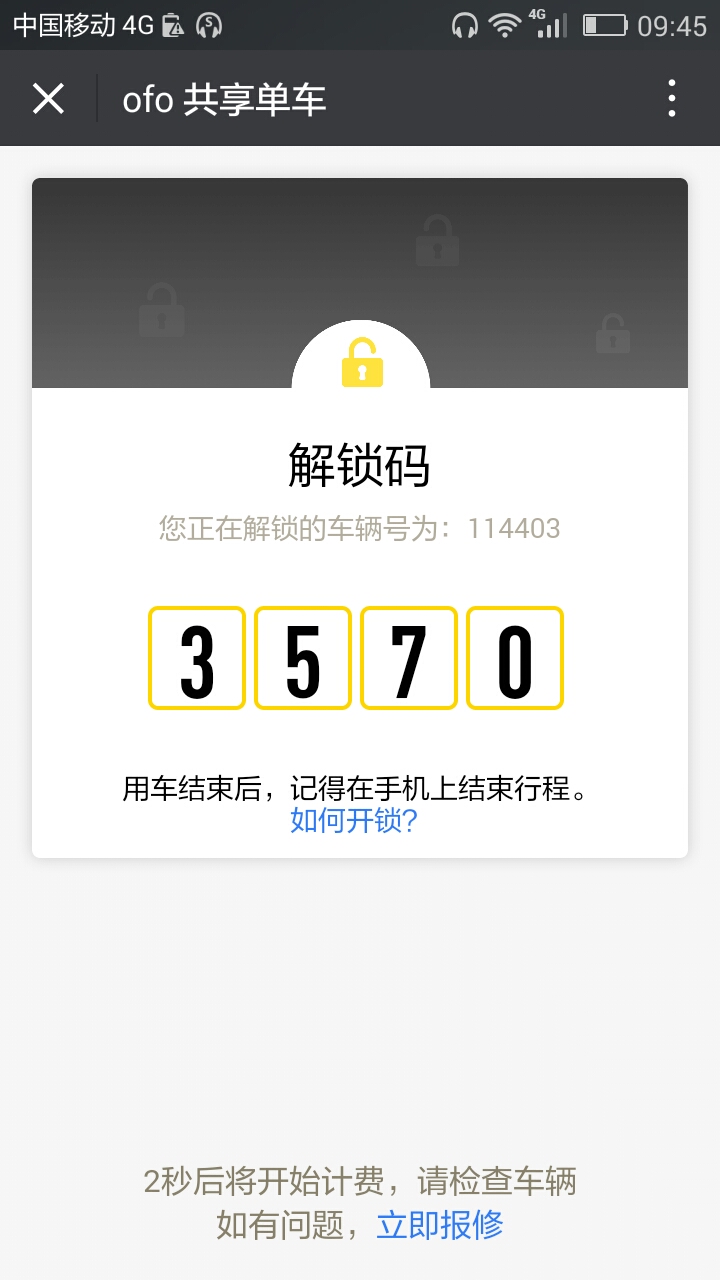 中国移动 4G 4G 09:45
ofo 共享单车
解锁码
您正在解锁的车辆号为：114403
3 5 7 0
用车结束后，记得在手机上结束行程。
如何开锁?
2秒后将开始计费，请检查车辆
如有问题，立即报修